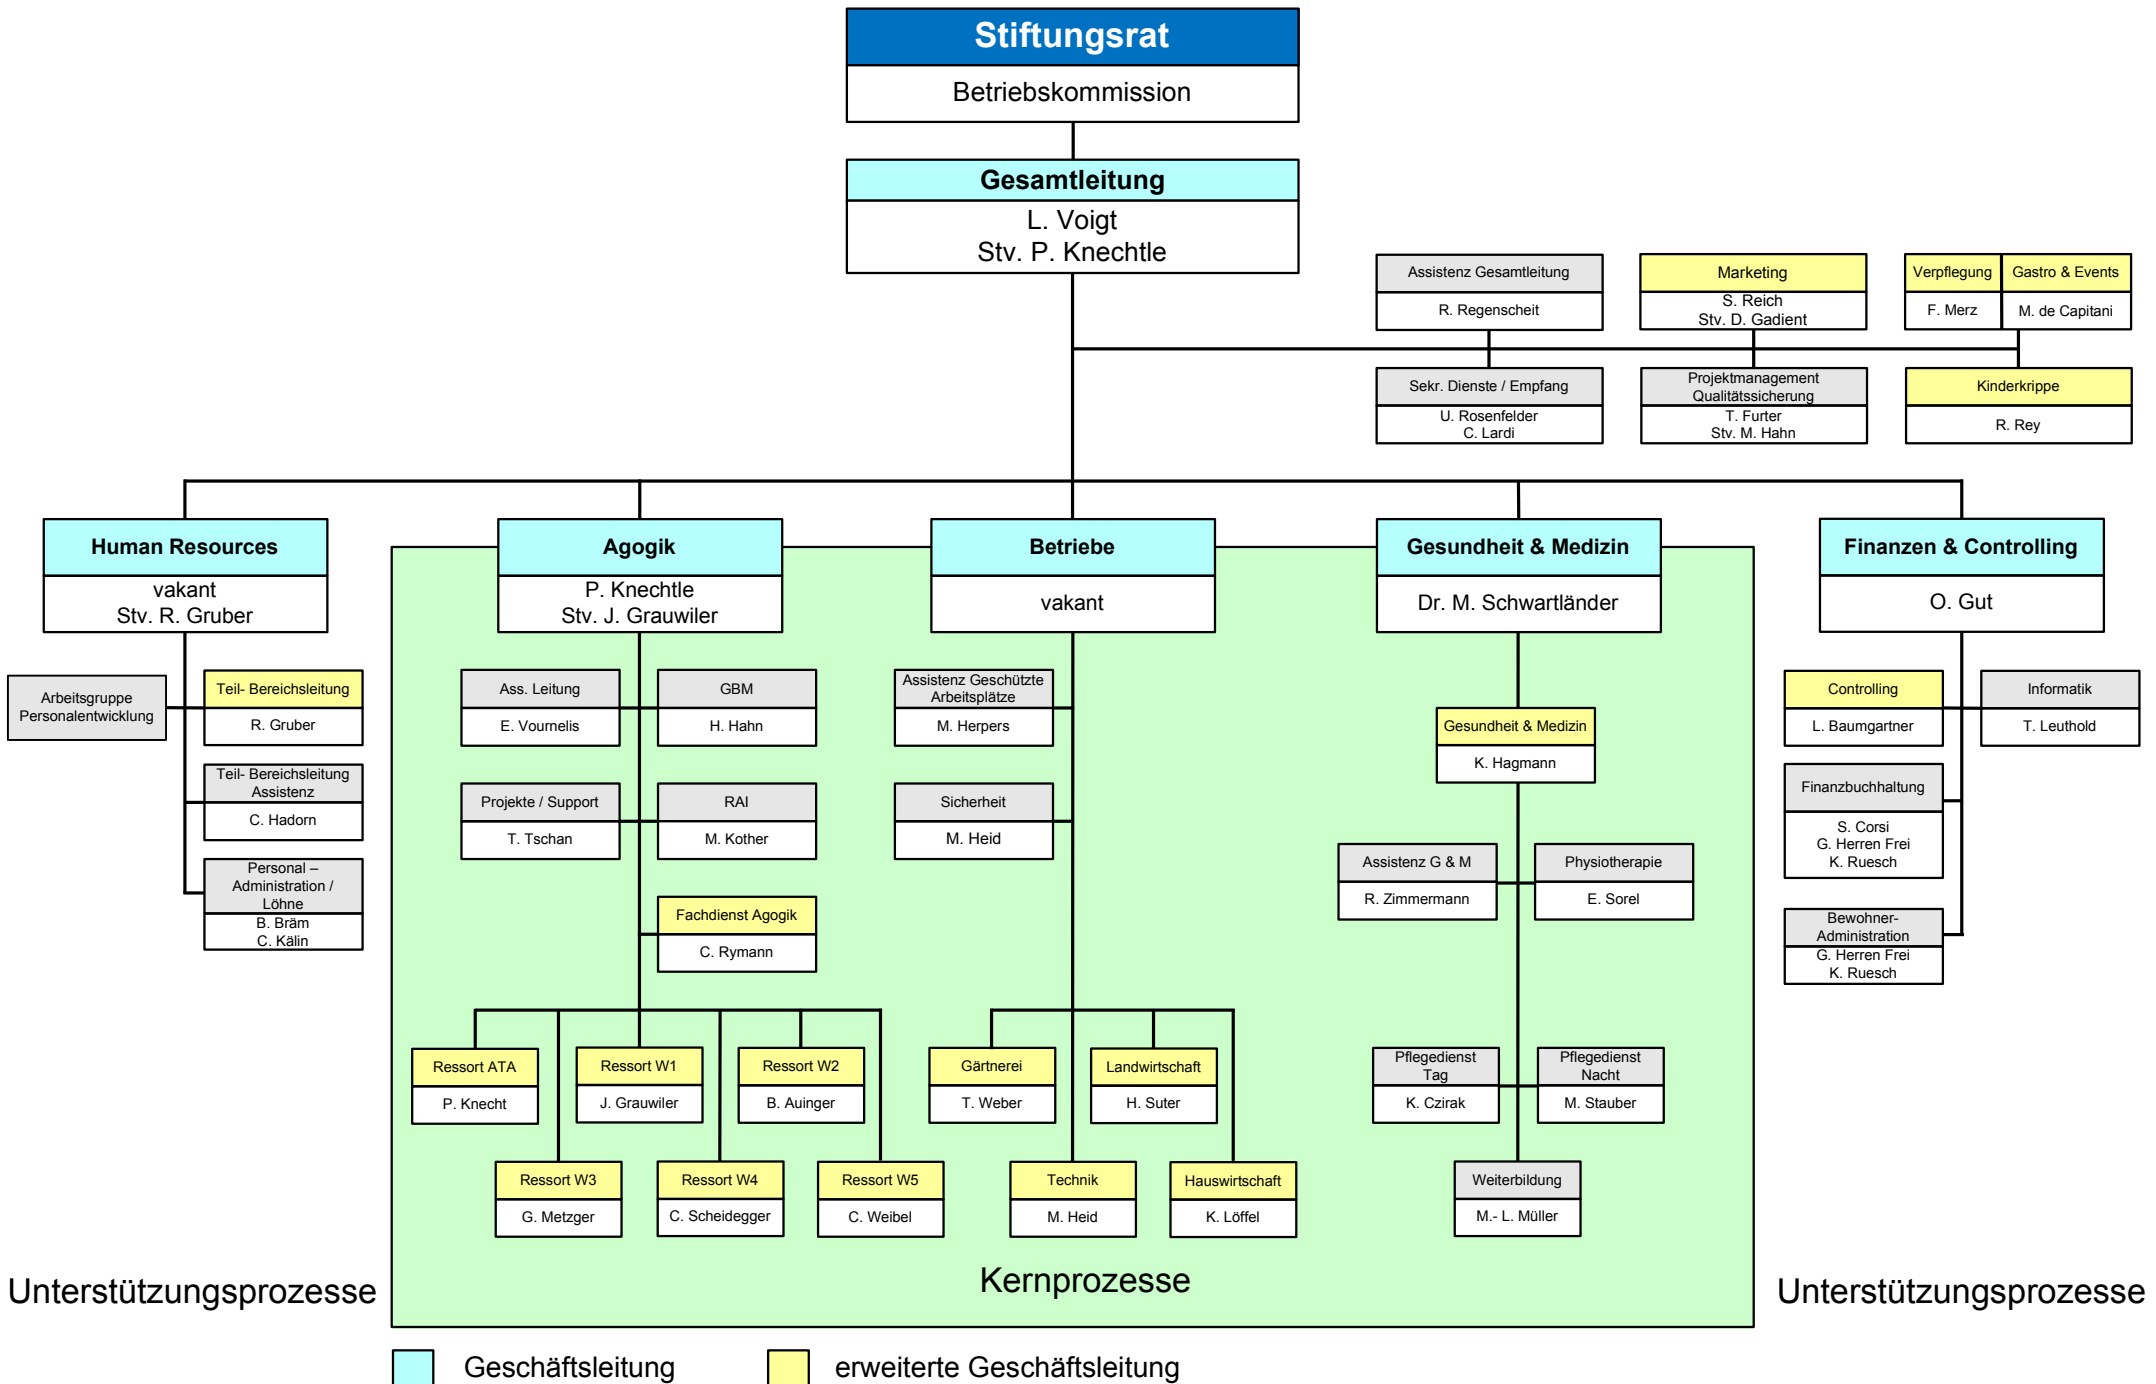 Stiftungsrat
Betriebskommission
Gesamtleitung
L. Voigt
Stv. P. Knechtle
Assistenz Gesamtleitung
R. Regenscheit
Marketing
S. Reich
Stv. D. Gadient
Verpflegung
F. Merz
Gastro & Events
M. de Capitani
Sekr. Dienste / Empfang
U. Rosenfelder
C. Lardi
Projektmanagement
Qualitätssicherung
T. Furter
Stv. M. Hahn
Kinderkrippe
R. Rey
Human Resources
vakant
Stv. R. Gruber
Agogik
P. Knechtle
Stv. J. Grauwiler
Betriebe
vakant
Gesundheit & Medizin
Dr. M. Schwartländer
Finanzen & Controlling
O. Gut
Arbeitsgruppe
Personalentwicklung
Teil- Bereichsleitung
R. Gruber
Teil- Bereichsleitung
Assistenz
C. Hadorn
Personal –
Administration /
Löhne
B. Bräm
C. Kälin
Ass. Leitung
E. Vournelis
GBM
H. Hahn
Projekte / Support
T. Tschan
RAI
M. Kother
Fachdienst Agogik
C. Rymann
Ressort ATA
P. Knecht
Ressort W1
J. Grauwiler
Ressort W2
B. Auinger
Ressort W3
G. Metzger
Ressort W4
C. Scheidegger
Ressort W5
C. Weibel
Assistenz Geschützte
Arbeitsplätze
M. Herpers
Sicherheit
M. Heid
Gärtnerei
T. Weber
Landwirtschaft
H. Suter
Technik
M. Heid
Hauswirtschaft
K. Löffel
Gesundheit & Medizin
K. Hagmann
Assistenz G & M
R. Zimmermann
Physiotherapie
E. Sorel
Pflegedienst
Tag
K. Czirak
Pflegedienst
Nacht
M. Stauber
Weiterbildung
M.- L. Müller
Controlling
L. Baumgartner
Informatik
T. Leuthold
Finanzbuchhaltung
S. Corsi
G. Herren Frei
K. Ruesch
Bewohner-
Administration
G. Herren Frei
K. Ruesch
Unterstützungsprozesse
Kernprozesse
Unterstützungsprozesse
Geschäftsleitung
erweiterte Geschäftsleitung